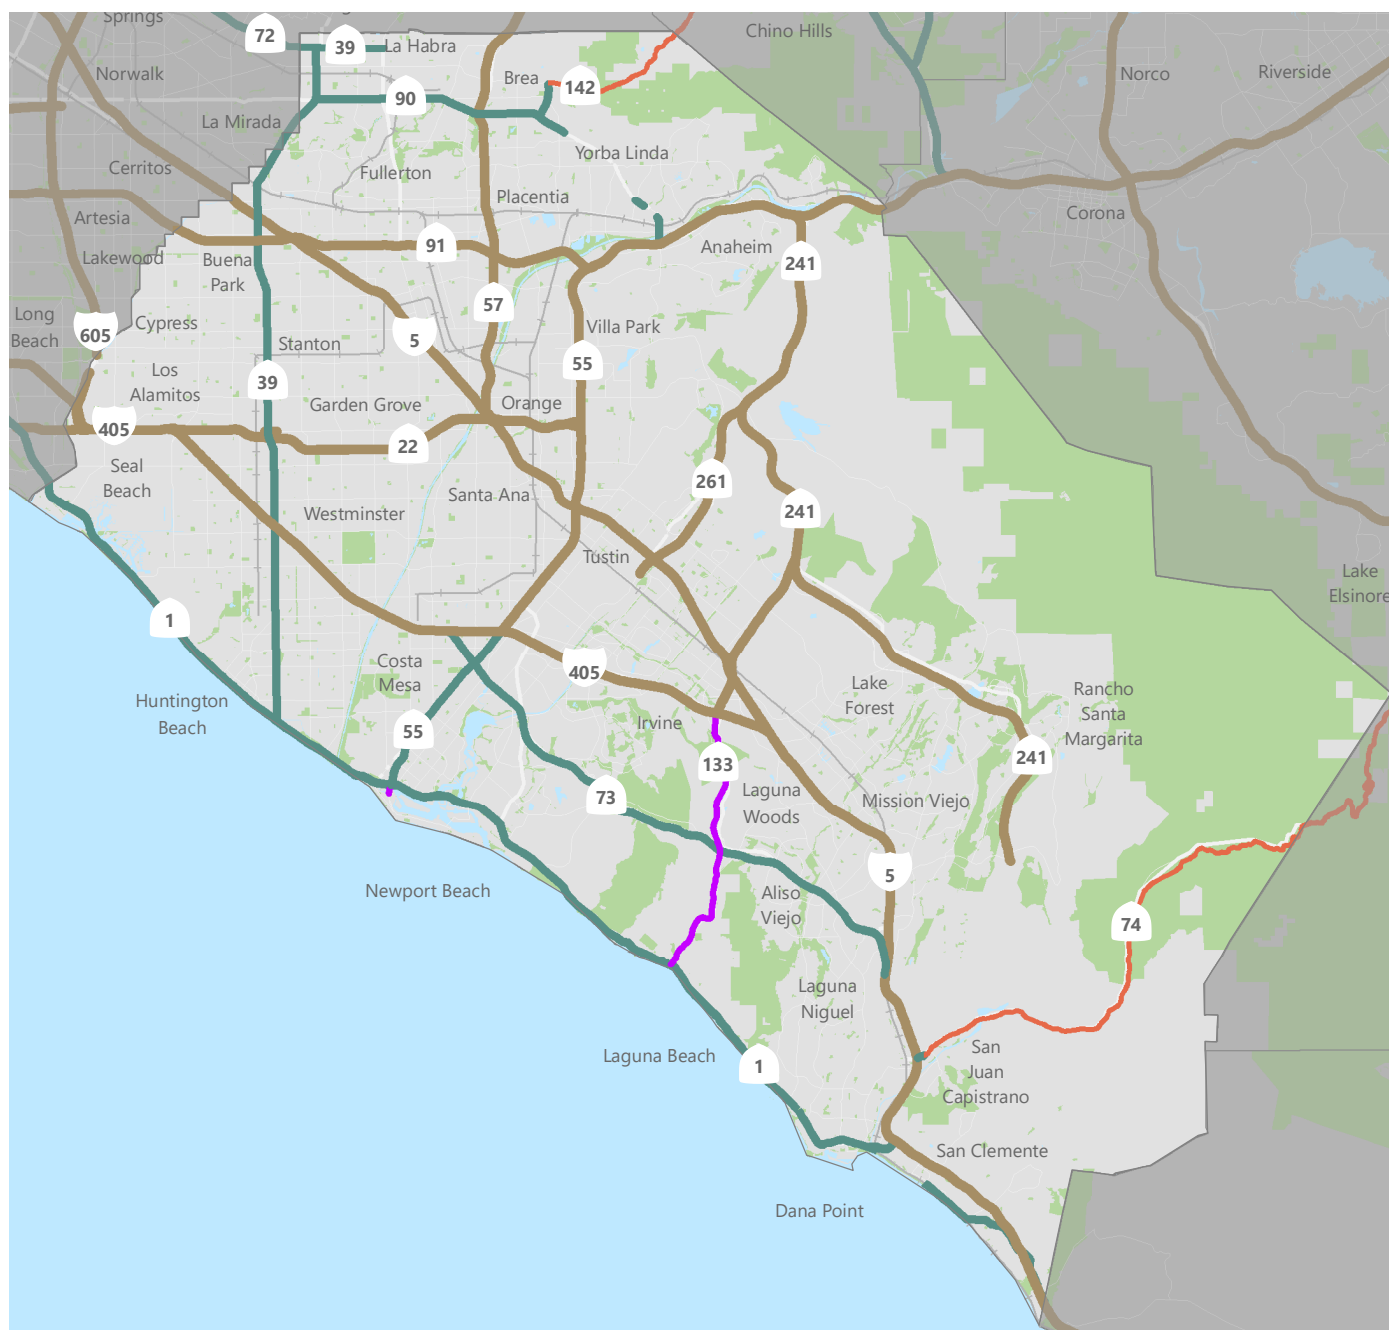 Springs
72
39
La Habra
Chino Hills
Norwalk
Brea
142
Norco
Riverside
90
La Mirada
Yorba Linda
Cerritos
Fullerton
Placentia
Artesia
Corona
91
Anaheim
Lakewood
Buena
Park
241
57
Long
Beach
605
Cypress
5
Villa Park
Stanton
55
Los
Alamitos
39
Garden Grove
Orange
405
22
Seal
Beach
261
Santa Ana
241
Westminster
Tustin
Lake
Elsinore
1
Costa
Mesa
405
Lake
Forest
Rancho
Santa
Margarita
Huntington
Beach
Irvine
55
133
241
73
Laguna
Woods
Mission Viejo
5
Newport Beach
Aliso
Viejo
74
Laguna
Niguel
Laguna Beach
1
San
Juan
Capistrano
San Clemente
Dana Point